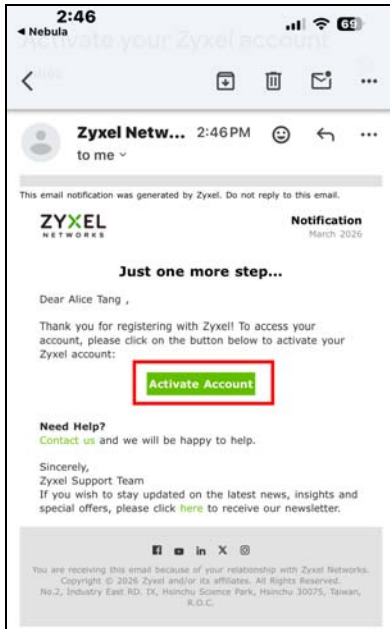 2:46
69
◀ Nebula
Activate your Zyxel account
Zyxel Netw... 2:46 PM
to me
This email notification was generated by Zyxel. Do not reply to this email.
ZYXEL
NETWORKS
Notification
March 2026
Just one more step...
Dear Alice Tang ,
Thank you for registering with Zyxel! To access your
account, please click on the button below to activate your
Zyxel account:
Activate Account
Need Help?
Contact us and we will be happy to help.
Sincerely,
Zyxel Support Team
If you wish to stay updated on the latest news, insights and
special offers, please click here to receive our newsletter.
You are receiving this email because of your relationship with Zyxel Networks.
Copyright © 2026 Zyxel and/or its affiliates. All Rights Reserved.
No.2, Industry East RD. IX, Hsinchu Science Park, Hsinchu 30075, Taiwan,
R.O.C.